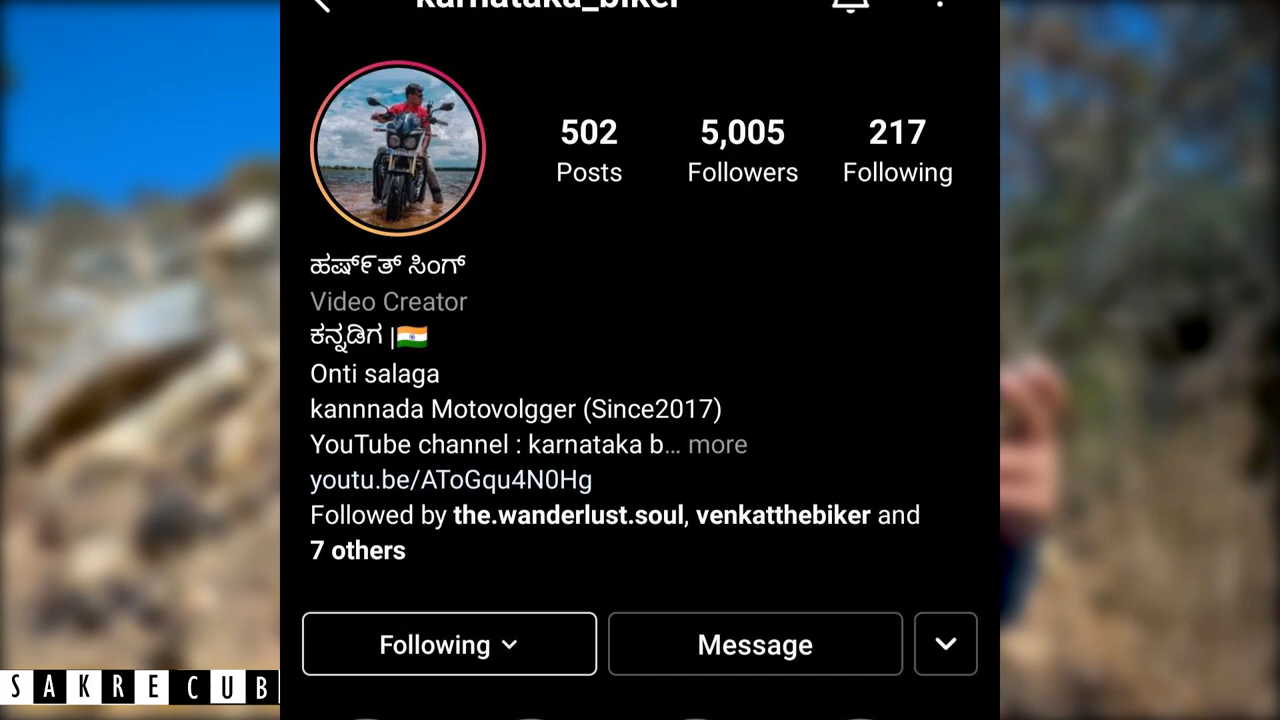 karnataka_biker
502 5,005 217
Posts Followers Following
ಹರ್ಷಿತ್ ಸಿಂಗ್
Video Creator
ಕನ್ನಡಿಗ |🇮🇳
Onti salaga
kannnada Motovolgger (Since2017)
YouTube channel : karnataka b... more
youtu.be/AToGqu4N0Hg
Followed by the.wanderlust.soul, venkatthebiker and
7 others
Following Message
SAKRECUB